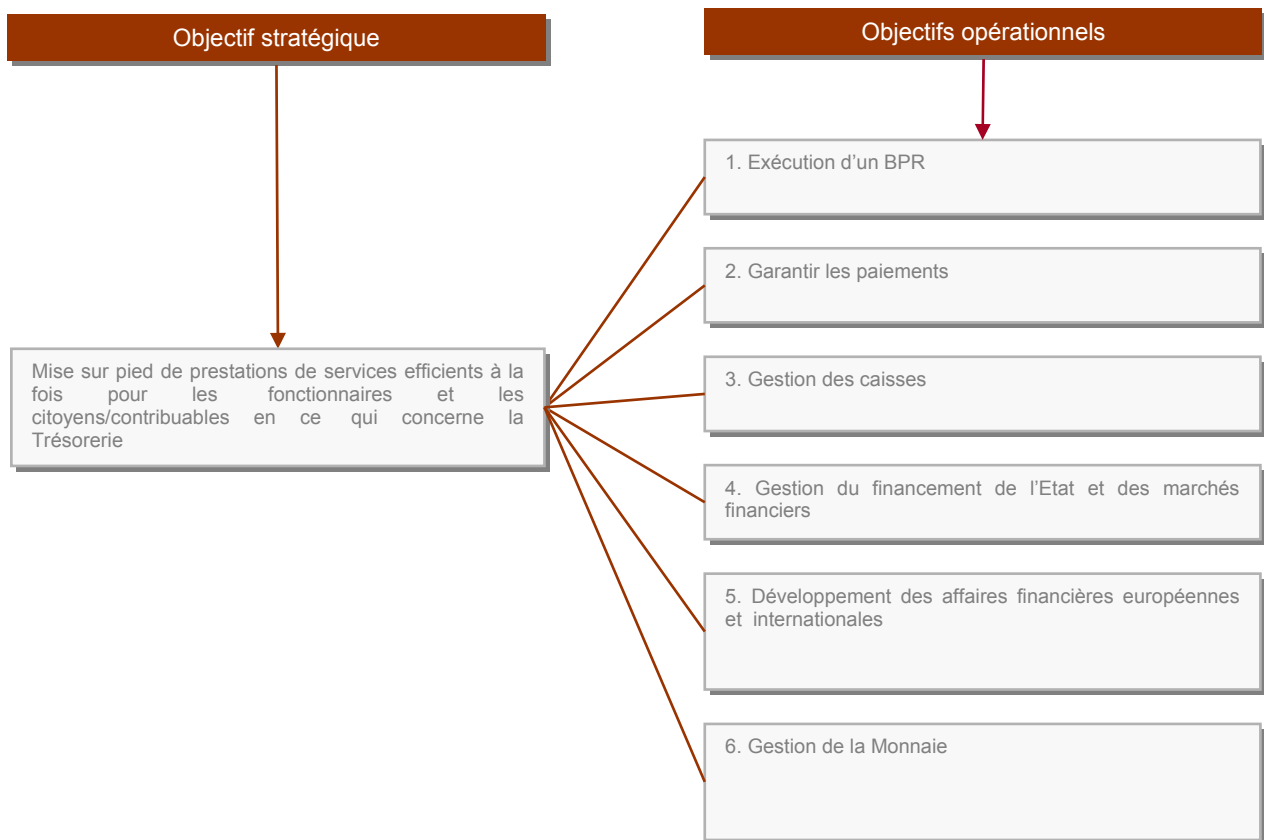 Objectif stratégique
Objectifs opérationnels
Mise sur pied de prestations de services efficients à la
fois pour les fonctionnaires et les
citoyens/contribuables en ce qui concerne la
Trésorerie
1. Exécution d’un BPR
2. Garantir les paiements
3. Gestion des caisses
4. Gestion du financement de l’Etat et des marchés
financiers
5. Développement des affaires financières européennes
et internationales
6. Gestion de la Monnaie